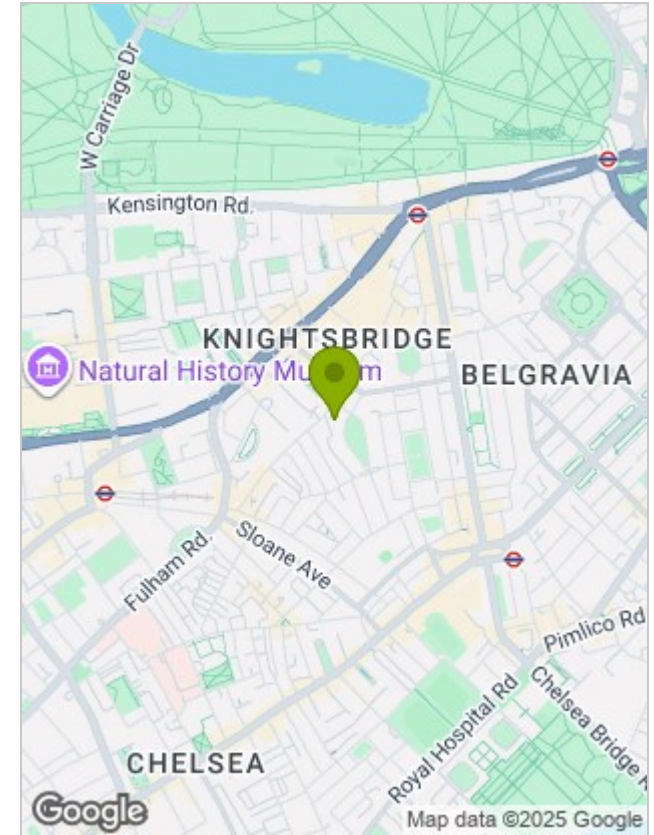 W Carriage Dr
Kensington Rd.
KNIGHTSBRIDGE
Natural History Mu m
BELGRAVIA
Sloane Ave
Fulham Rd.
Pimlico Rd
Royal Hospital Rd
Chelsea Bridge
CHELSEA
Google
Map data ©2025 Google